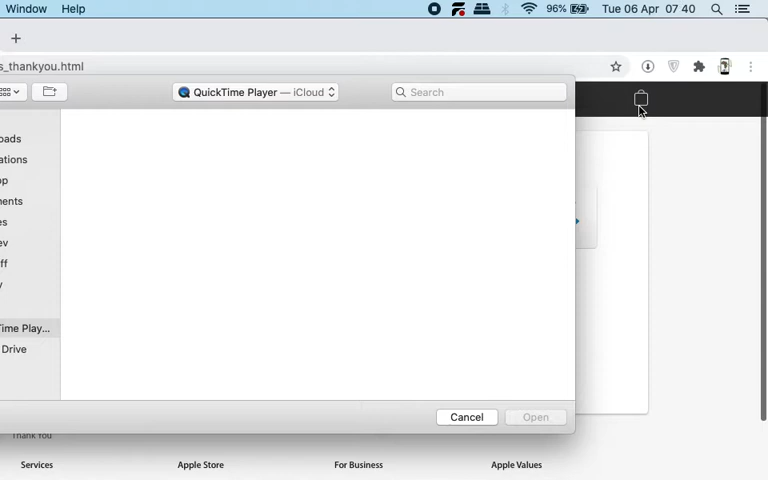 Window Help 96% Tue 06 Apr 07 40
s_thankyou.html
QuickTime Player — iCloud Search
oads
ations
op
ments
es
ev
ff
y
Time Play...
Drive
Cancel Open
Thank You
Services Apple Store For Business Apple Values